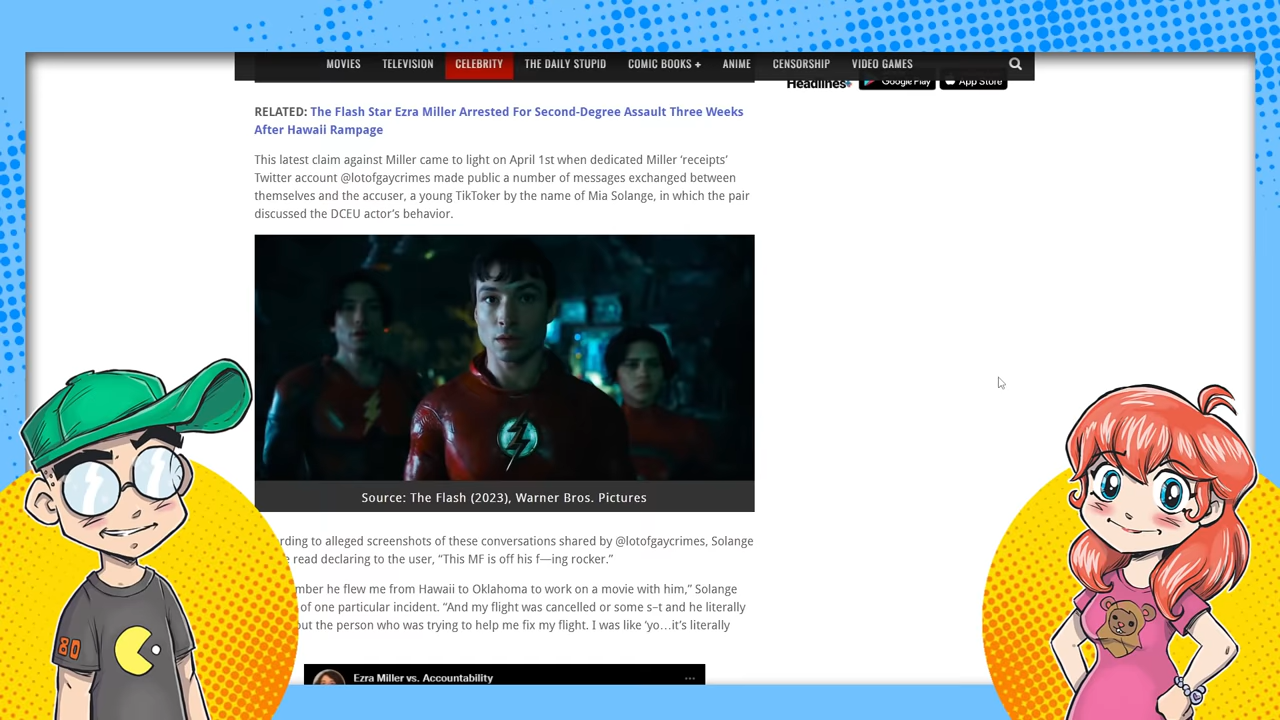 MOVIES TELEVISION CELEBRITY THE DAILY STUPID COMIC BOOKS + ANIME CENSORSHIP VIDEO GAMES
Headlines Google Play App Store
RELATED: The Flash Star Ezra Miller Arrested For Second-Degree Assault Three Weeks
After Hawaii Rampage
This latest claim against Miller came to light on April 1st when dedicated Miller ‘receipts’
Twitter account @lotofgaycrimes made public a number of messages exchanged between
themselves and the accuser, a young TikToker by the name of Mia Solange, in which the pair
discussed the DCEU actor’s behavior.
Source: The Flash (2023), Warner Bros. Pictures
rding to alleged screenshots of these conversations shared by @lotofgaycrimes, Solange
read declaring to the user, “This MF is off his f—ing rocker.”
mber he flew me from Hawaii to Oklahoma to work on a movie with him,” Solange
of one particular incident. “And my flight was cancelled or some s–t and he literally
out the person who was trying to help me fix my flight. I was like ‘yo…it’s literally
Ezra Miller vs. Accountability
80